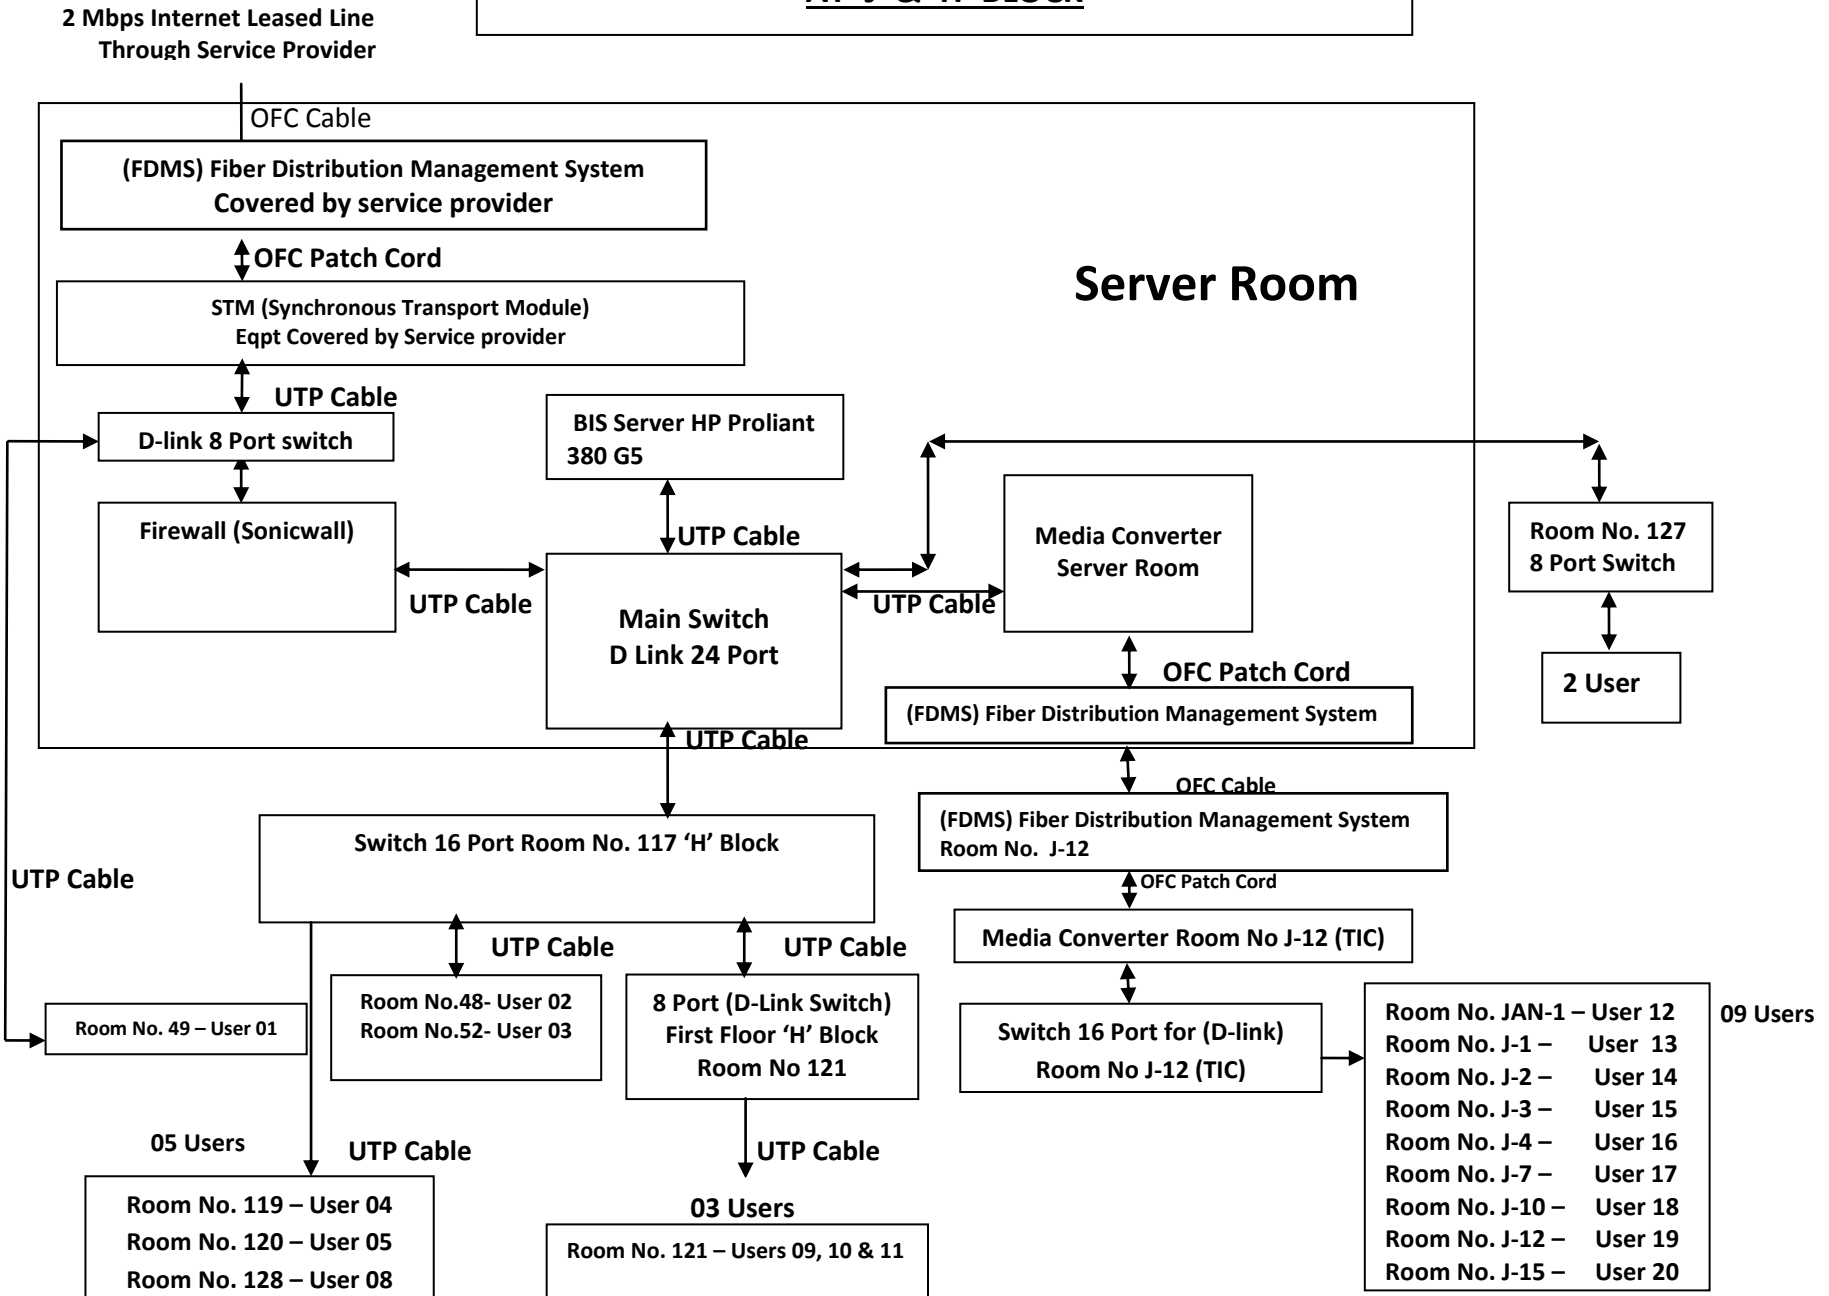 AT J & H BLOCK
2 Mbps Internet Leased Line
Through Service Provider
OFC Cable
(FDMS) Fiber Distribution Management System
Covered by service provider
OFC Patch Cord
Server Room
STM (Synchronous Transport Module)
Eqpt Covered by Service provider
UTP Cable
D-link 8 Port switch
BIS Server HP Proliant
380 G5
Firewall (Sonicwall)
UTP Cable
UTP Cable
Main Switch
D Link 24 Port
UTP Cable
Media Converter
Server Room
Room No. 127
8 Port Switch
2 User
OFC Patch Cord
(FDMS) Fiber Distribution Management System
UTP Cable
OFC Cable
(FDMS) Fiber Distribution Management System
Room No. J-12
OFC Patch Cord
Media Converter Room No J-12 (TIC)
Switch 16 Port Room No. 117 ‘H’ Block
UTP Cable
UTP Cable
UTP Cable
Room No. 49 – User 01
Room No.48- User 02
Room No.52- User 03
8 Port (D-Link Switch)
First Floor ‘H’ Block
Room No 121
Switch 16 Port for (D-link)
Room No J-12 (TIC)
Room No. JAN-1 – User 12
Room No. J-1 – User 13
Room No. J-2 – User 14
Room No. J-3 – User 15
Room No. J-4 – User 16
Room No. J-7 – User 17
Room No. J-10 – User 18
Room No. J-12 – User 19
Room No. J-15 – User 20
09 Users
05 Users
UTP Cable
Room No. 119 – User 04
Room No. 120 – User 05
Room No. 128 – User 08
UTP Cable
03 Users
Room No. 121 – Users 09, 10 & 11